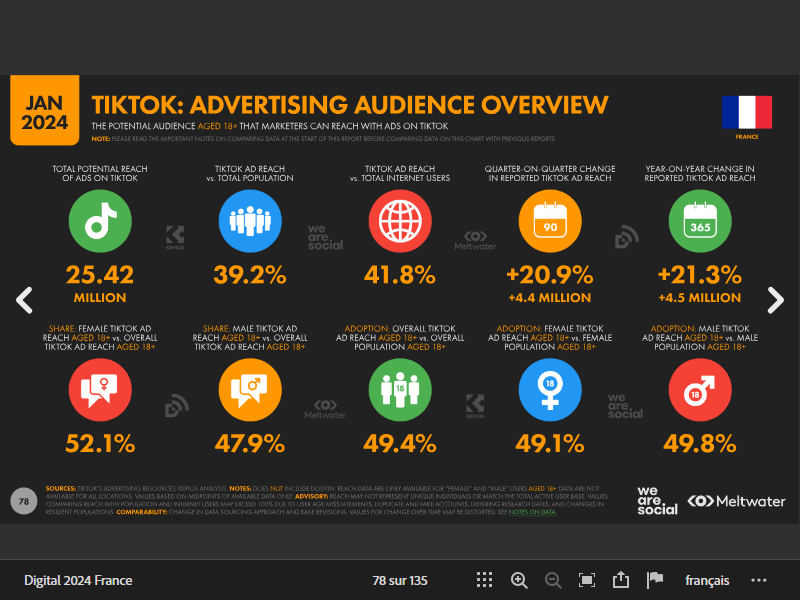 JAN
2024
TIKTOK: ADVERTISING AUDIENCE OVERVIEW
THE POTENTIAL AUDIENCE AGED 18+ THAT MARKETERS CAN REACH WITH ADS ON TIKTOK
NOTE: PLEASE READ THE IMPORTANT NOTES ON COMPARING DATA AT THE START OF THIS REPORT BEFORE COMPARING DATA ON THIS CHART WITH PREVIOUS REPORTS
FRANCE
TOTAL POTENTIAL REACH
OF ADS ON TIKTOK
25.42
MILLION
TIKTOK AD REACH
vs. TOTAL POPULATION
39.2%
TIKTOK AD REACH
vs. TOTAL INTERNET USERS
41.8%
QUARTER-ON-QUARTER CHANGE
IN REPORTED TIKTOK AD REACH
90
+20.9%
+4.4 MILLION
YEAR-ON-YEAR CHANGE IN
REPORTED TIKTOK AD REACH
365
+21.3%
+4.5 MILLION
KEPIOS
we
are.
social
Meltwater
SHARE: FEMALE TIKTOK AD
REACH AGED 18+ vs. OVERALL
TIKTOK AD REACH AGED 18+
52.1%
SHARE: MALE TIKTOK AD
REACH AGED 18+ vs. OVERALL
TIKTOK AD REACH AGED 18+
47.9%
ADOPTION: OVERALL TIKTOK
AD REACH AGED 18+ vs. OVERALL
POPULATION AGED 18+
18
49.4%
ADOPTION: FEMALE TIKTOK
AD REACH AGED 18+ vs. FEMALE
POPULATION AGED 18+
18
49.1%
ADOPTION: MALE TIKTOK
AD REACH AGED 18+ vs. MALE
POPULATION AGED 18+
18
49.8%
Meltwater
KEPIOS
we
are.
social
78
SOURCES: TIKTOK'S ADVERTISING RESOURCES; KEPIOS ANALYSIS. NOTES: DOES NOT INCLUDE DOUYIN. REACH DATA ARE ONLY AVAILABLE FOR "FEMALE" AND "MALE" USERS AGED 18+. DATA ARE NOT
AVAILABLE FOR ALL LOCATIONS. VALUES BASED ON MIDPOINTS OF AVAILABLE DATA ONLY. ADVISORY: REACH MAY NOT REPRESENT UNIQUE INDIVIDUALS OR MATCH THE TOTAL ACTIVE USER BASE. VALUES
COMPARING REACH WITH POPULATION AND INTERNET USERS MAY EXCEED 100% DUE TO USER AGE MISSTATEMENTS, DUPLICATE AND FAKE ACCOUNTS, DIFFERING RESEARCH DATES, AND CHANGES IN
RESIDENT POPULATIONS. COMPARABILITY: CHANGE IN DATA SOURCING APPROACH AND BASE REVISIONS. VALUES FOR CHANGE OVER TIME MAY BE DISTORTED. SEE NOTES ON DATA.
we
are.
social
Meltwater
Digital 2024 France
78 sur 135
français